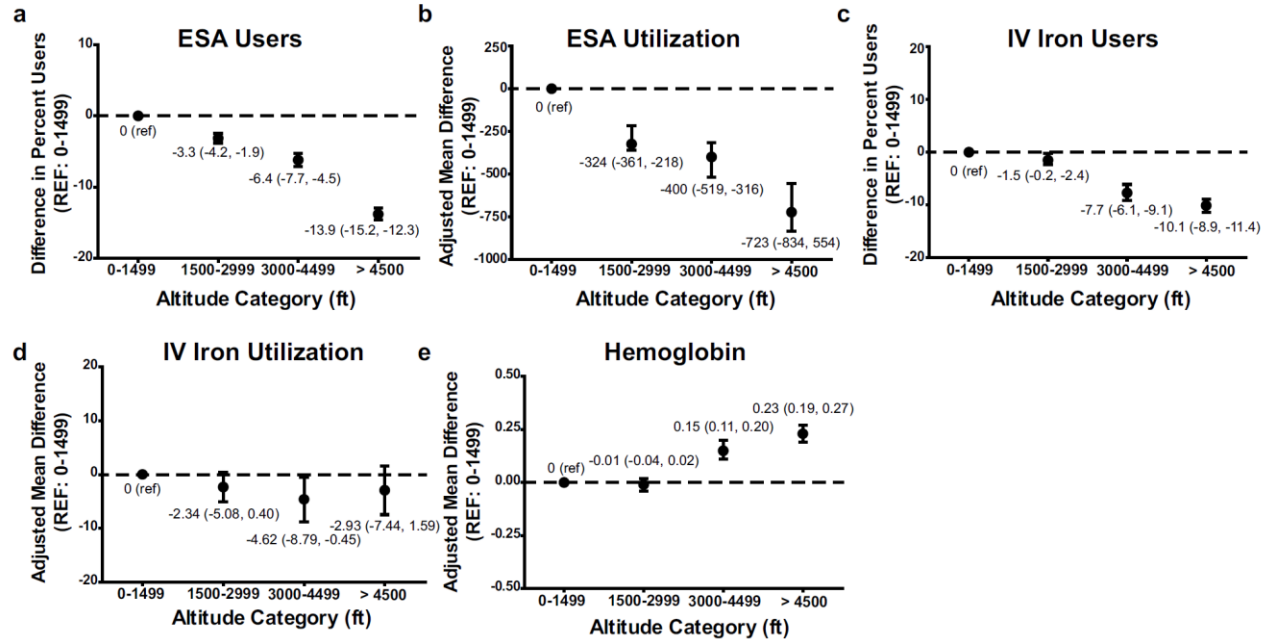 a
ESA Users
Difference in Percent Users
(REF: 0-1499)
10
0
-10
-20
0 (ref)
-3.3 (-4.2, -1.9)
-6.4 (-7.7, -4.5)
-13.9 (-15.2, -12.3)
0-1499 1500-2999 3000-4499 > 4500
Altitude Category (ft)
b
ESA Utilization
Adjusted Mean Difference
(REF: 0-1499)
250
0
-250
-500
-750
-1000
0 (ref)
-324 (-361, -218)
-400 (-519, -316)
-723 (-834, 554)
0-1499 1500-2999 3000-4499 > 4500
Altitude Category (ft)
c
IV Iron Users
Difference in Percent Users
(REF: 0-1499)
20
10
0
-10
-20
0 (ref)
-1.5 (-0.2, -2.4)
-7.7 (-6.1, -9.1)
-10.1 (-8.9, -11.4)
0-1499 1500-2999 3000-4499 > 4500
Altitude Category (ft)
d
IV Iron Utilization
Adjusted Mean Difference
(REF: 0-1499)
20
10
0
-10
-20
0 (ref)
-2.34 (-5.08, 0.40)
-4.62 (-8.79, -0.45)
-2.93 (-7.44, 1.59)
0-1499 1500-2999 3000-4499 > 4500
Altitude Category (ft)
e
Hemoglobin
Adjusted Mean Difference
(REF: 0-1499)
0.50
0.25
0.00
-0.25
-0.50
0 (ref)
-0.01 (-0.04, 0.02)
0.15 (0.11, 0.20)
0.23 (0.19, 0.27)
0-1499 1500-2999 3000-4499 > 4500
Altitude Category (ft)